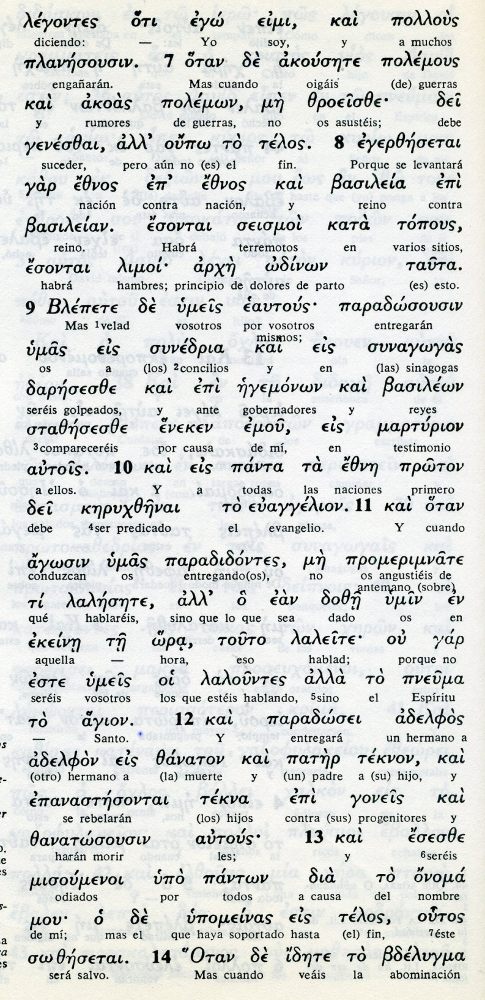 λέγοντες ὅτι ἐγώ εἰμι, καὶ πολλοὺς
diciendo: — Yo soy, y a muchos
πλανήσουσιν. 7 ὅταν δὲ ἀκούσητε πολέμους
engañarán. Mas cuando oigáis (de) guerras
καὶ ἀκοὰς πολέμων, μὴ θροεῖσθε· δεῖ
y rumores de guerras, no os asustéis; debe
γενέσθαι, ἀλλ' οὔπω τὸ τέλος. 8 ἐγερθήσεται
suceder, pero aún no (es) el fin. Porque se levantará
γὰρ ἔθνος ἐπ' ἔθνος καὶ βασιλεία ἐπὶ
nación contra nación, y reino contra
βασιλείαν. ἔσονται σεισμοὶ κατὰ τόπους,
reino. Habrá terremotos en varios sitios,
ἔσονται λιμοί· ἀρχὴ ὠδίνων ταῦτα.
habrá hambres; principio de dolores de parto (es) esto.
9 Βλέπετε δὲ ὑμεῖς ἑαυτούς· παραδώσουσιν
Mas 1velad vosotros por vosotros entregarán
mismos;
ὑμᾶς εἰς συνέδρια καὶ εἰς συναγωγὰς
os a (los) 2concilios y en (las) sinagogas
δαρήσεσθε καὶ ἐπὶ ἡγεμόνων καὶ βασιλέων
seréis golpeados, y ante gobernadores y reyes
σταθήσεσθε ἕνεκεν ἐμοῦ, εἰς μαρτύριον
3compareceréis por causa de mí, en testimonio
αὐτοῖς. 10 καὶ εἰς πάντα τὰ ἔθνη πρῶτον
a ellos. Y a todas las naciones primero
δεῖ κηρυχθῆναι τὸ εὐαγγέλιον. 11 καὶ ὅταν
debe 4ser predicado el evangelio. Y cuando
ἄγωσιν ὑμᾶς παραδιδόντες, μὴ προμεριμνᾶτε
conduzcan os entregando(os), no os angustiéis de
antemano (sobre)
τί λαλήσητε, ἀλλ' ὃ ἐὰν δοθῇ ὑμῖν ἐν
qué hablaréis, sino que lo que sea dado os en
ἐκείνῃ τῇ ὥρᾳ, τοῦτο λαλεῖτε· οὐ γάρ
aquella — hora, eso hablad; porque no
ἐστε ὑμεῖς οἱ λαλοῦντες ἀλλὰ τὸ πνεῦμα
seréis vosotros los que estéis hablando, 5sino el Espíritu
τὸ ἅγιον. 12 καὶ παραδώσει ἀδελφὸς
— Santo. Y entregará un hermano a
ἀδελφὸν εἰς θάνατον καὶ πατὴρ τέκνον, καὶ
(otro) hermano a (la) muerte y (un) padre a (su) hijo, y
ἐπαναστήσονται τέκνα ἐπὶ γονεῖς καὶ
se rebelarán (los) hijos contra (sus) progenitores y
θανατώσουσιν αὐτούς· 13 καὶ ἔσεσθε
harán morir les; y 6seréis
μισούμενοι ὑπὸ πάντων διὰ τὸ ὄνομά
odiados por todos a causa del nombre
μου· ὁ δὲ ὑπομείνας εἰς τέλος, οὗτος
de mí; mas el que haya soportado hasta (el) fin, 7éste
σωθήσεται. 14 Ὅταν δὲ ἴδητε τὸ βδέλυγμα
será salvo. Mas cuando veáis la abominación